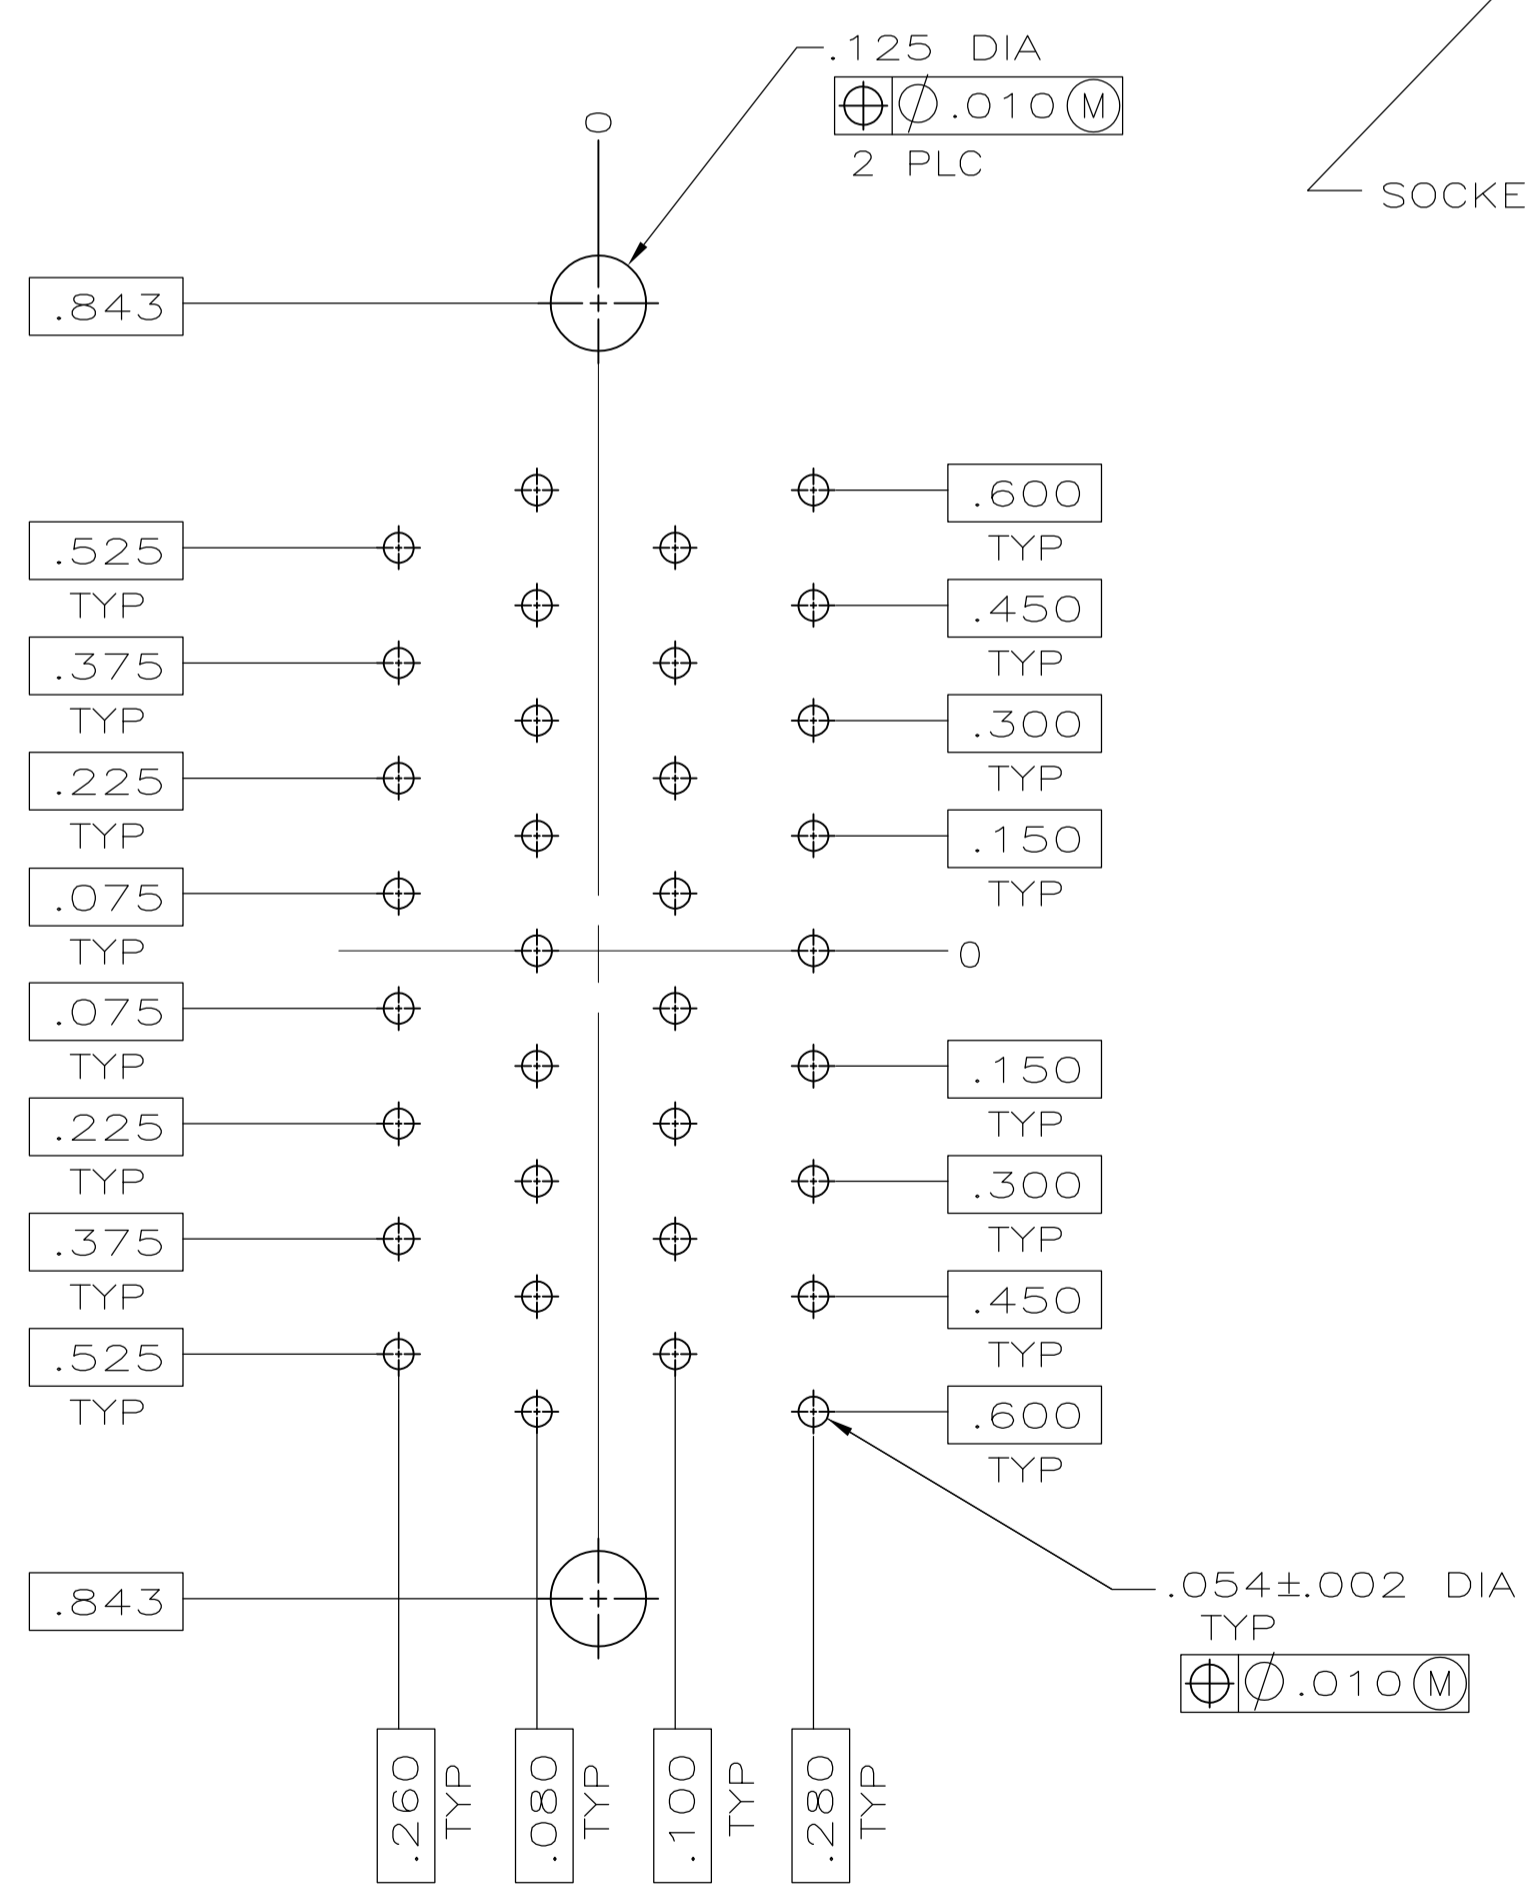 .125 DIA
⌖ ⌀ .010 Ⓜ
2 PLC
0
SOCKE
.843
.600
TYP
.525
TYP
.450
TYP
.375
TYP
.300
TYP
.225
TYP
.150
TYP
.075
TYP
0
.075
TYP
.150
TYP
.225
TYP
.300
TYP
.375
TYP
.450
TYP
.525
TYP
.600
TYP
.843
.054±.002 DIA
TYP
⌖ ⌀ .010 Ⓜ
.260
TYP
.080
TYP
.100
TYP
.280
TYP